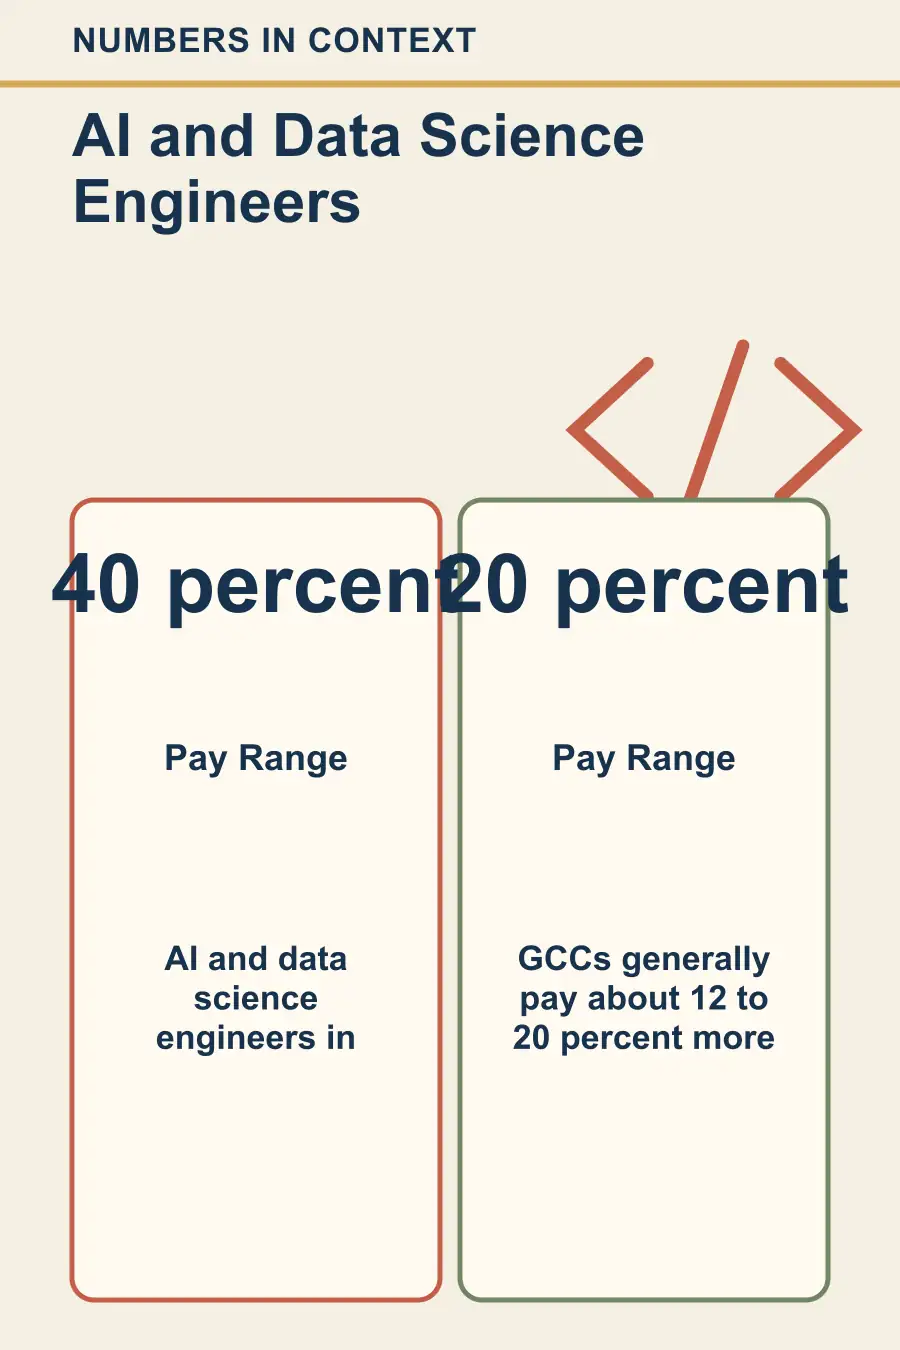 NUMBERS IN CONTEXT
AI and Data Science
Engineers
</>
40 percent
20 percent
Pay Range
Pay Range
AI and data
science
engineers in
GCCs generally
pay about 12 to
20 percent more